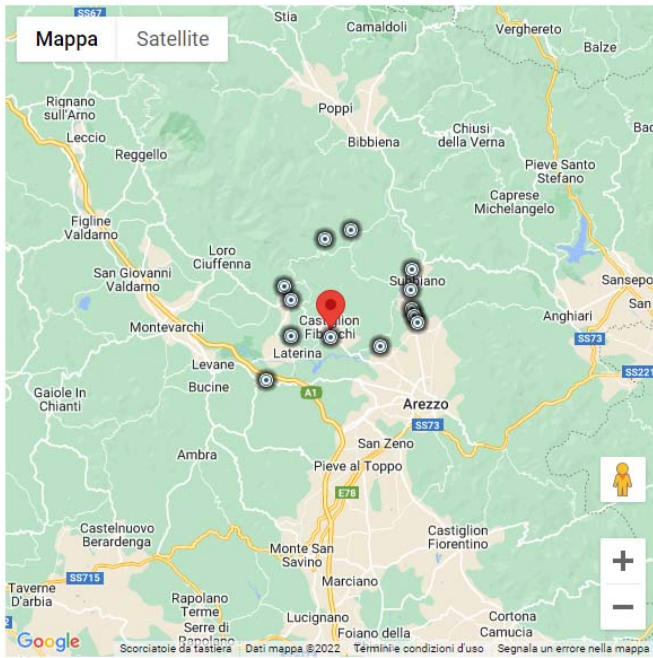 SS67
Stia
Camaldoli
Verghereto
Balze
Mappa
Satellite
Rignano
sull'Arno
Poppi
Leccio
Chiusi
della Verna
Bibbiena
Reggello
Pieve Santo
Stefano
Caprese
Michelangelo
Figline
Valdarno
Loro
Ciuffenna
San Giovanni
Valdarno
Subbiano
Sansepo
San
Anghiari
Montevarchi
Castiglion
Fibocchi
SS73
Laterina
Levane
Bucine
SS221
Gaiole In
Chianti
A1
Arezzo
SS73
San Zeno
Ambra
Pieve al Toppo
E78
Castelnuovo
Berardenga
Castiglion
Fiorentino
Monte San
Savino
SS715
Marciano
Taverne
D'arbia
Rapolano
Terme
Serre di
Rapolano
Lucignano
Foiano della
Cortona
Camucia
Google
Scorciatoie da tastiera
Dati mappa ©2022
Termini e condizioni d'uso
Segnala un errore nella mappa